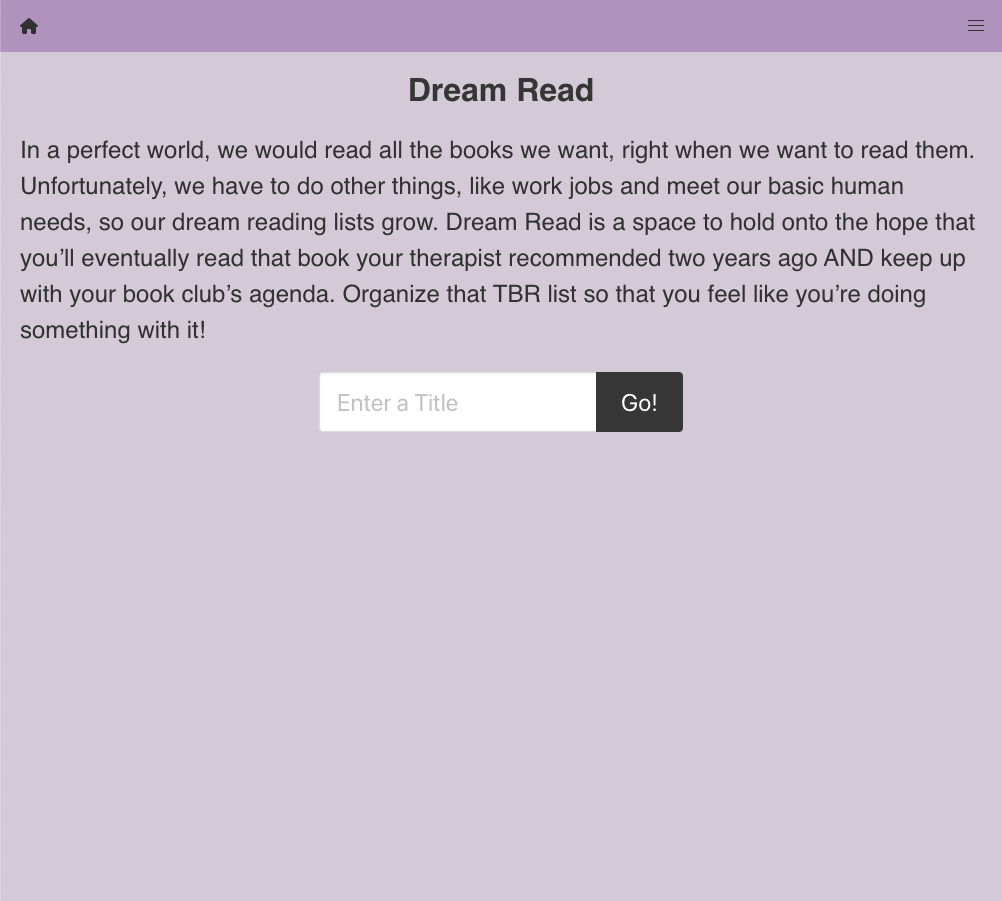 Dream Read
In a perfect world, we would read all the books we want, right when we want to read them.
Unfortunately, we have to do other things, like work jobs and meet our basic human
needs, so our dream reading lists grow. Dream Read is a space to hold onto the hope that
you’ll eventually read that book your therapist recommended two years ago AND keep up
with your book club’s agenda. Organize that TBR list so that you feel like you’re doing
something with it!
Enter a Title
Go!